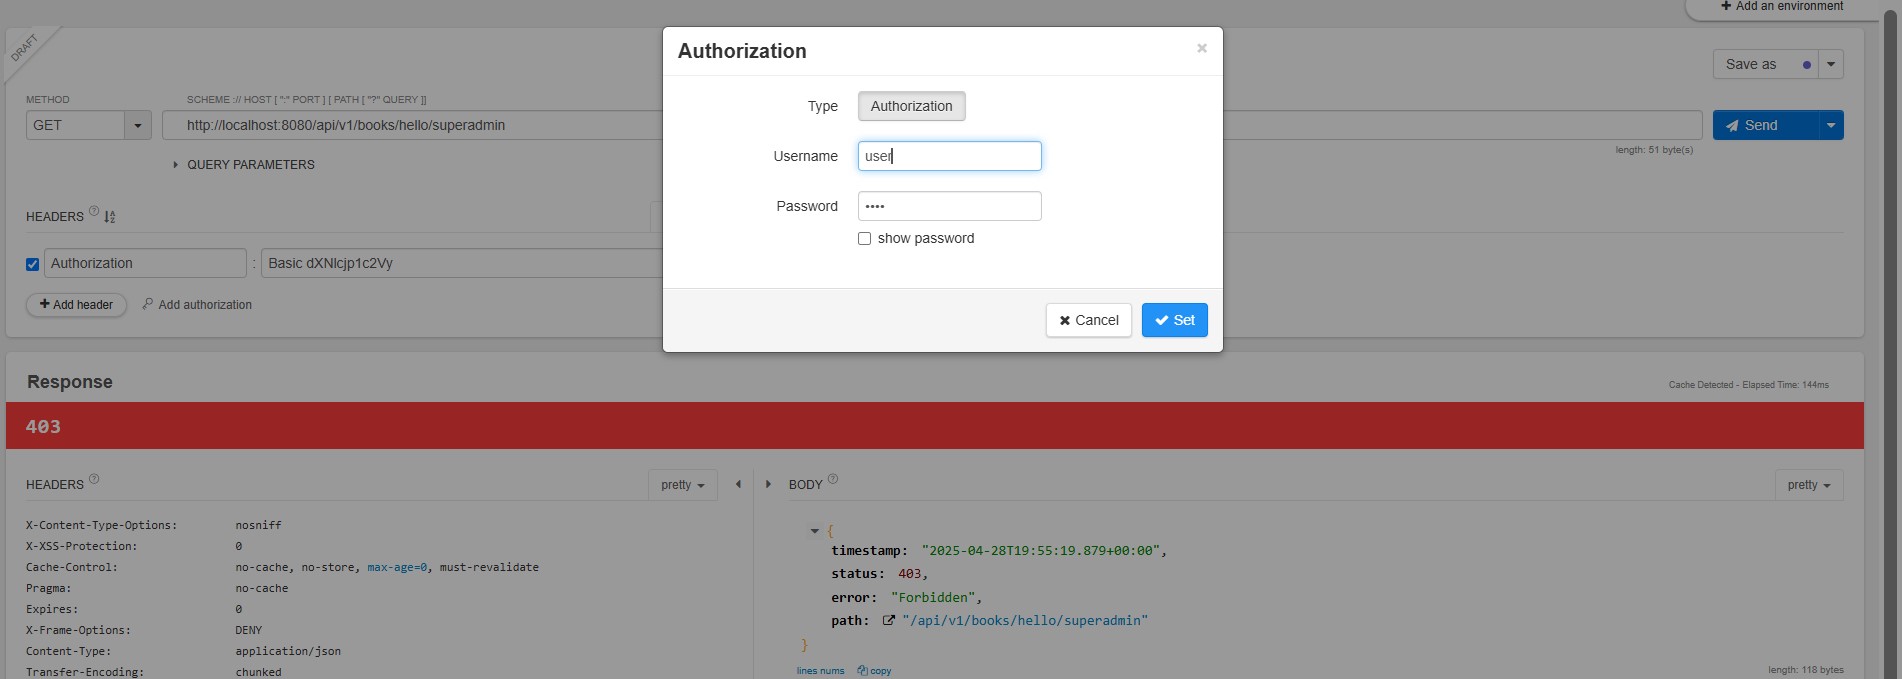 + Add an environment
DRAFT
Authorization ×
Save as
METHOD
SCHEME :// HOST [ ":" PORT ] [ PATH [ "?" QUERY ]]
Type Authorization
GET
http://localhost:8080/api/v1/books/hello/superadmin
Send
length: 51 byte(s)
Username user
QUERY PARAMETERS
Password ••••
HEADERS ?
show password
Authorization : Basic dXNlcjp1c2Vy
+ Add header Add authorization
Cancel Set
Response
Cache Detected - Elapsed Time: 144ms
403
HEADERS ? pretty
BODY ? pretty
X-Content-Type-Options: nosniff
X-XSS-Protection: 0
Cache-Control: no-cache, no-store, max-age=0, must-revalidate
Pragma: no-cache
Expires: 0
X-Frame-Options: DENY
Content-Type: application/json
Transfer-Encoding: chunked
{
timestamp: "2025-04-28T19:55:19.879+00:00",
status: 403,
error: "Forbidden",
path: "/api/v1/books/hello/superadmin"
}
lines nums copy
length: 118 bytes